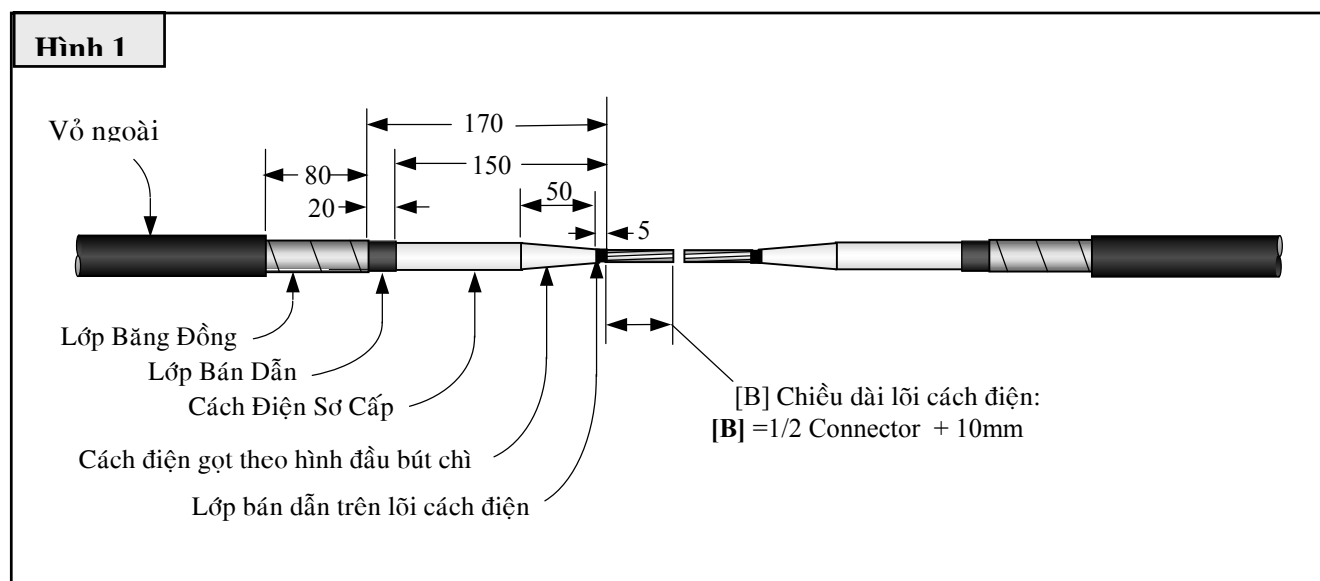 Hình 1
Vỏ ngoài
170
150
80
50
20
5
Lớp Băng Đồng
Lớp Bán Dẫn
Cách Điện Sơ Cấp
[B] Chiều dài lõi cách điện:
[B] =1/2 Connector + 10mm
Cách điện gọt theo hình đầu bút chì
Lớp bán dẫn trên lõi cách điện